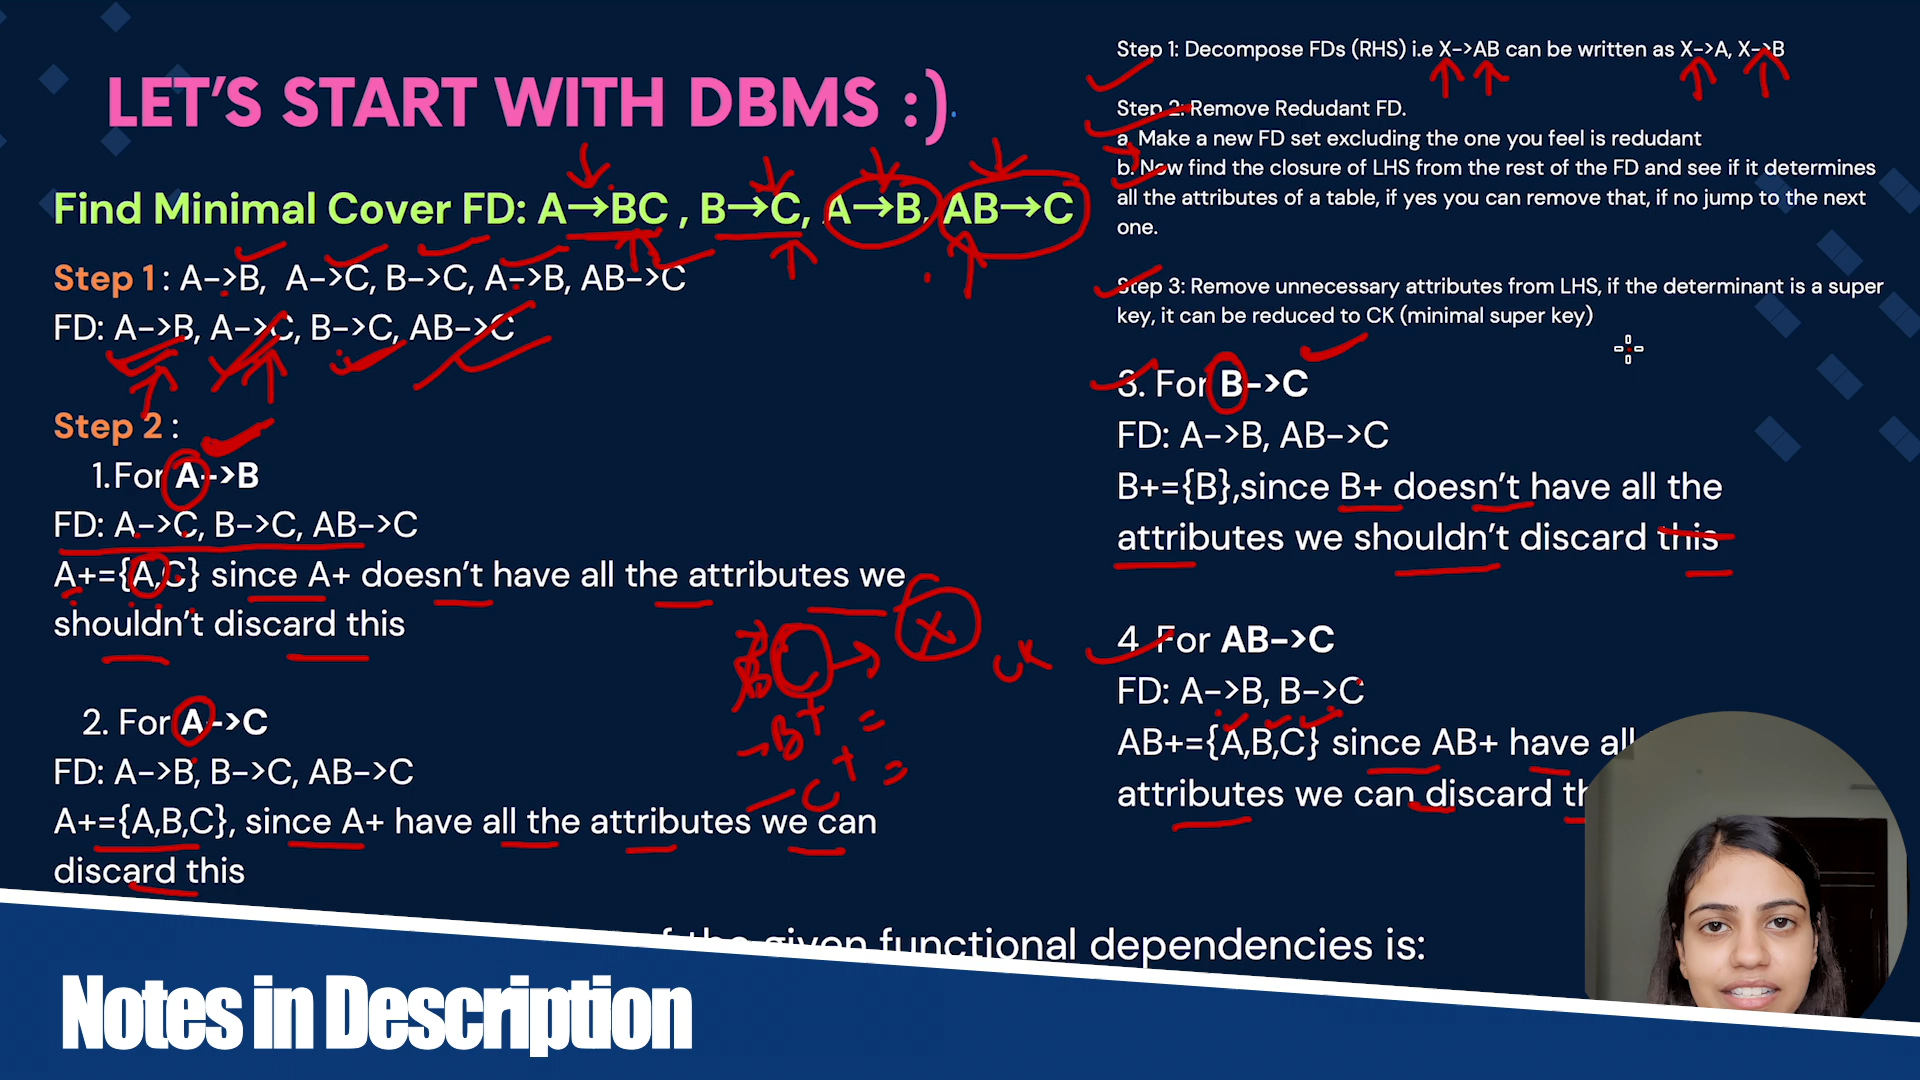 LET'S START WITH DBMS :)
Find Minimal Cover FD: A→BC , B→C, A→B, AB→C
Step 1 : A->B, A->C, B->C, A->B, AB->C
FD: A->B, A->C, B->C, AB->C
Step 2 :
1.For A->B
FD: A->C, B->C, AB->C
A+={A,C} since A+ doesn't have all the attributes we
shouldn't discard this
2. For A->C
FD: A->B, B->C, AB->C
A+={A,B,C}, since A+ have all the attributes we can
discard this
C → X
CK
B+ =
C+ =
Step 1: Decompose FDs (RHS) i.e X->AB can be written as X->A, X->B
Step 2: Remove Redudant FD.
a. Make a new FD set excluding the one you feel is redudant
b. Now find the closure of LHS from the rest of the FD and see if it determines
all the attributes of a table, if yes you can remove that, if no jump to the next
one.
Step 3: Remove unnecessary attributes from LHS, if the determinant is a super
key, it can be reduced to CK (minimal super key)
3. For B->C
FD: A->B, AB->C
B+={B},since B+ doesn't have all the
attributes we shouldn't discard this
4 For AB->C
FD: A->B, B->C
AB+={A,B,C} since AB+ have all
attributes we can discard
of the given functional dependencies is:
Notes in Description